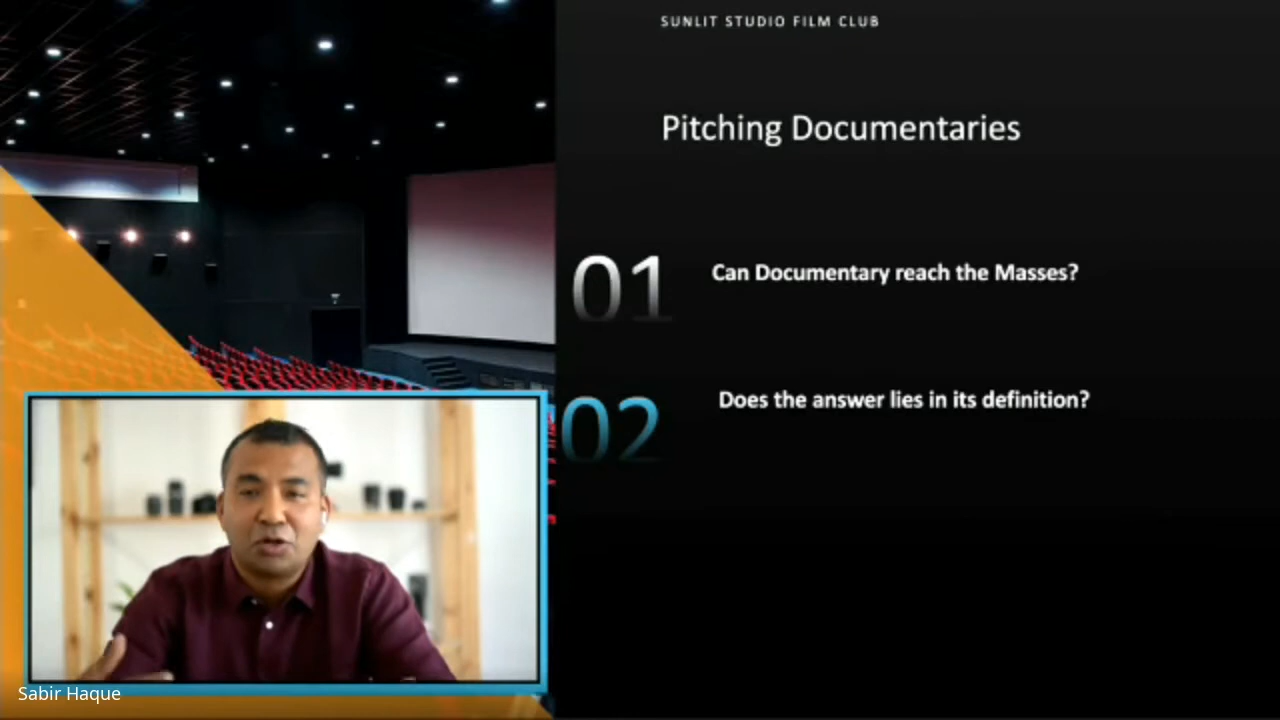 SUNLIT STUDIO FILM CLUB
Pitching Documentaries
01
Can Documentary reach the Masses?
02
Does the answer lies in its definition?
Sabir Haque